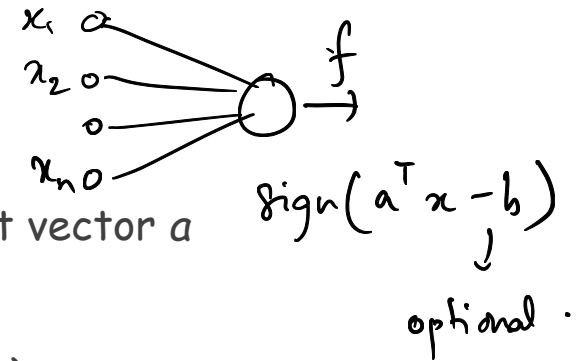 x₁
x₂
f
xₙ
t vector a
sign(aᵀx - b)
optional .